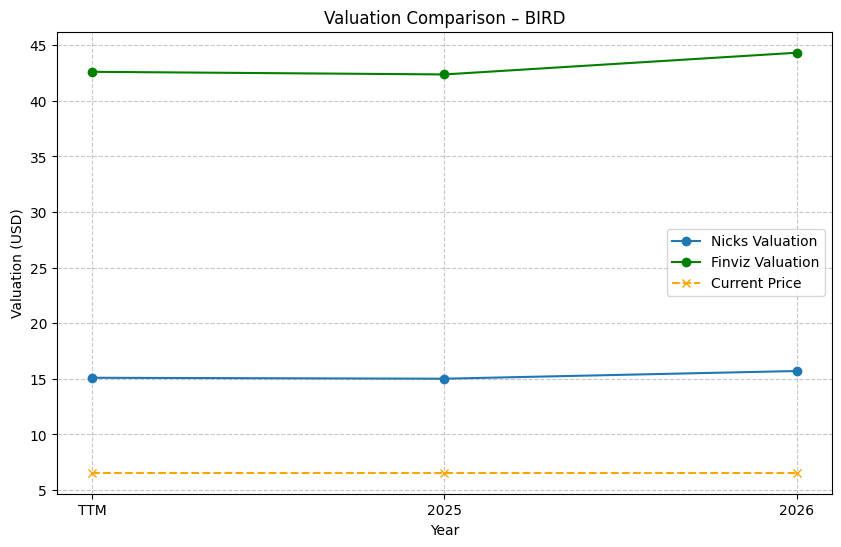 Valuation Comparison – BIRD
Valuation (USD)
45
40
35
30
25
20
15
10
5
Nicks Valuation
Finviz Valuation
Current Price
TTM
2025
2026
Year